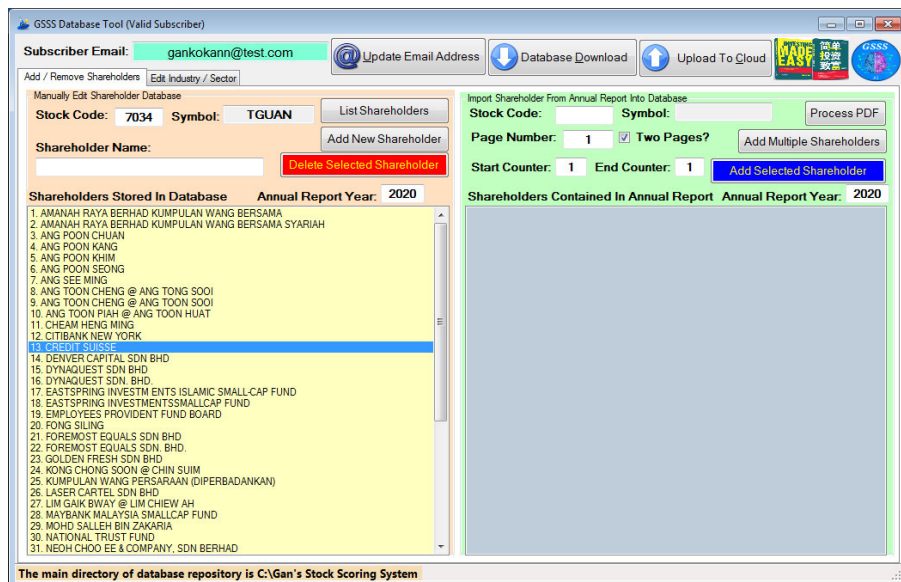 GSSS Database Tool (Valid Subscriber)
Subscriber Email: gankokann@test.com
Update Email Address
Database Download
Upload To Cloud
MADE EASY
简单
投资
致富
GSSS
Add / Remove Shareholders
Edit Industry / Sector
Manually Edit Shareholder Database
Stock Code: 7034 Symbol: TGUAN
List Shareholders
Add New Shareholder
Shareholder Name:
Delete Selected Shareholder
Shareholders Stored In Database Annual Report Year: 2020
1. AMANAH RAYA BERHAD KUMPULAN WANG BERSAMA
2. AMANAH RAYA BERHAD KUMPULAN WANG BERSAMA SYARIAH
3. ANG POON CHUAN
4. ANG POON KANG
5. ANG POON KHIM
6. ANG POON SEONG
7. ANG SEE MING
8. ANG TOON CHENG @ ANG TONG SOOI
9. ANG TOON CHENG @ ANG TOON SOOI
10. ANG TOON PIAH @ ANG TOON HUAT
11. CHEAM HENG MING
12. CITIBANK NEW YORK
13. CREDIT SUISSE
14. DENVER CAPITAL SDN BHD
15. DYNAQUEST SDN BHD
16. DYNAQUEST SDN. BHD.
17. EASTSPRING INVESTM ENTS ISLAMIC SMALL-CAP FUND
18. EASTSPRING INVESTMENTSSMALLCAP FUND
19. EMPLOYEES PROVIDENT FUND BOARD
20. FONG SILING
21. FOREMOST EQUALS SDN BHD
22. FOREMOST EQUALS SDN. BHD.
23. GOLDEN FRESH SDN BHD
24. KONG CHONG SOON @ CHIN SUIM
25. KUMPULAN WANG PERSARAAN (DIPERBADANKAN)
26. LASER CARTEL SDN BHD
27. LIM GAIK BWAY @ LIM CHIEW AH
28. MAYBANK MALAYSIA SMALLCAP FUND
29. MOHD SALLEH BIN ZAKARIA
30. NATIONAL TRUST FUND
31. NEOH CHOO EE & COMPANY, SDN BERHAD
Import Shareholder From Annual Report Into Database
Stock Code: Symbol:
Process PDF
Page Number: 1 Two Pages?
Add Multiple Shareholders
Start Counter: 1 End Counter: 1
Add Selected Shareholder
Shareholders Contained In Annual Report Annual Report Year: 2020
The main directory of database repository is C:\Gan's Stock Scoring System